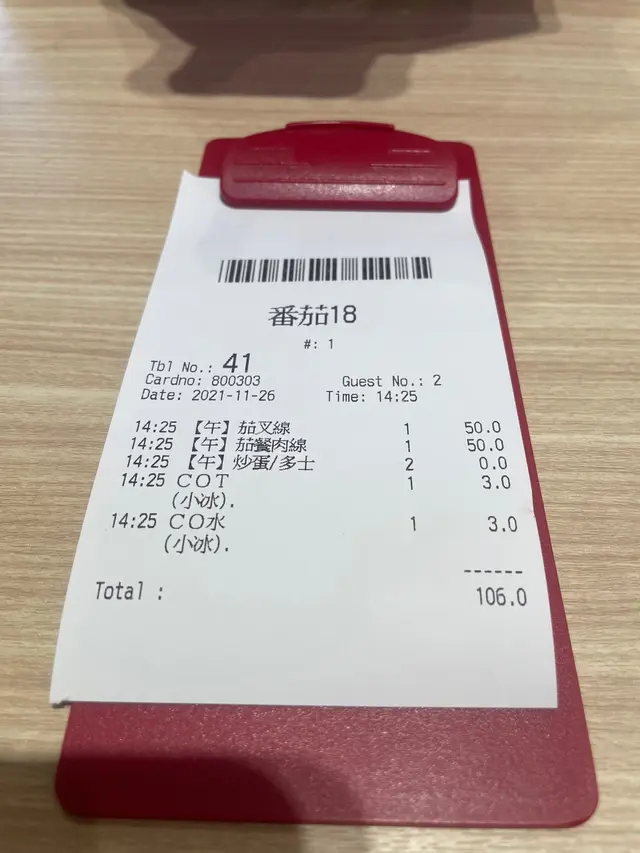 番茄18
#: 1
Tbl No.: 41
Cardno: 800303 Guest No.: 2
Date: 2021-11-26 Time: 14:25
14:25 【午】茄叉線 1 50.0
14:25 【午】茄餐肉線 1 50.0
14:25 【午】炒蛋/多士 2 0.0
14:25 COT 1 3.0
(小冰).
14:25 CO水 1 3.0
(小冰).
------
Total : 106.0